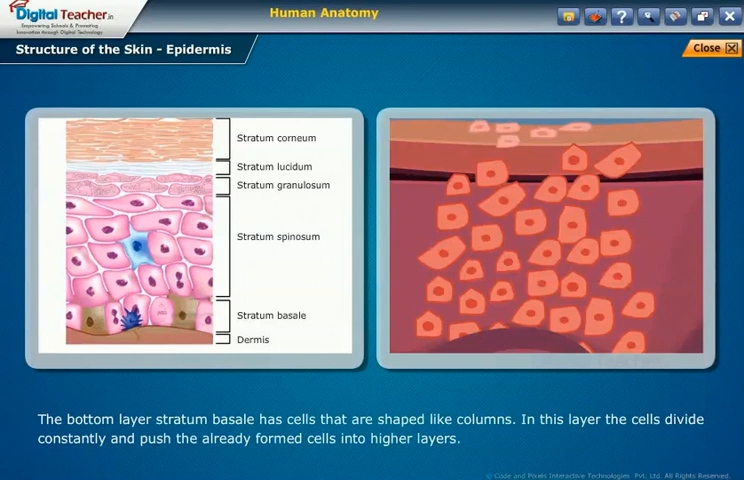 Digital Teacher.in
Empowering Schools & Promoting
Innovation through Digital Technology
Human Anatomy
?
Structure of the Skin - Epidermis
Close
Stratum corneum
Stratum lucidum
Stratum granulosum
Stratum spinosum
Stratum basale
Dermis
The bottom layer stratum basale has cells that are shaped like columns. In this layer the cells divide
constantly and push the already formed cells into higher layers.
© Code and Pixels Interactive Technologies Pvt. Ltd. All Rights Reserved.